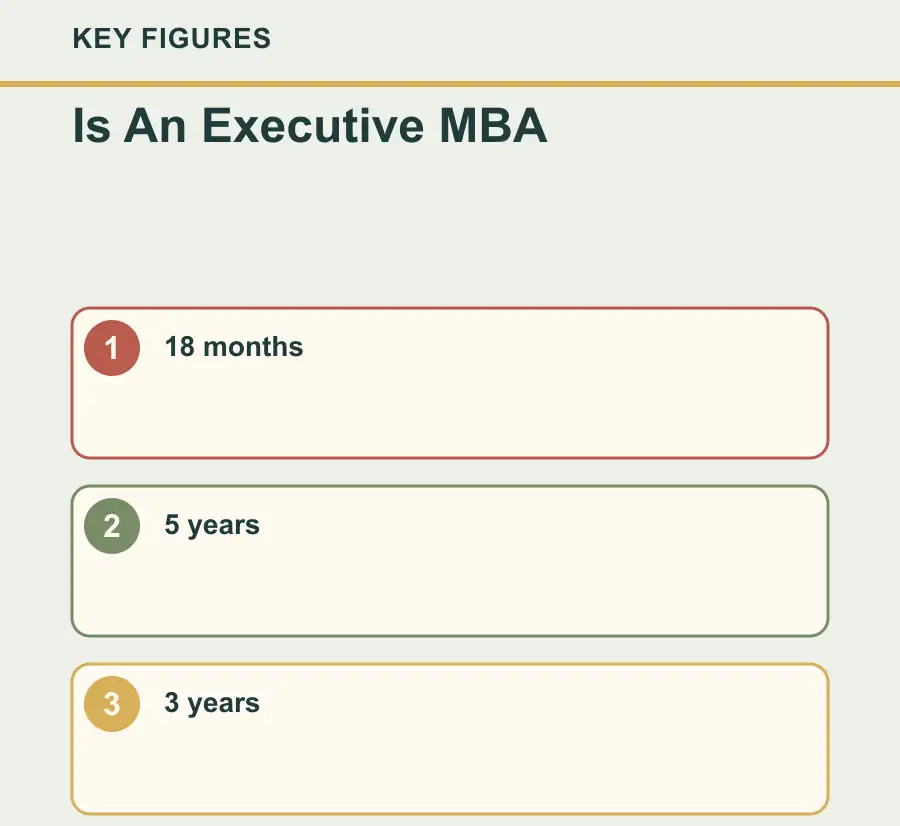 KEY FIGURES
Is An Executive MBA
1 18 months
2 5 years
3 3 years